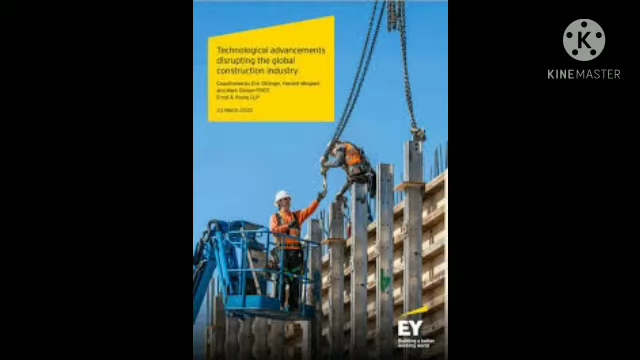 Technological advancements
disrupting the global
construction industry
Ernst & Young LLP
KINEMASTER
EY
Building a better
working world